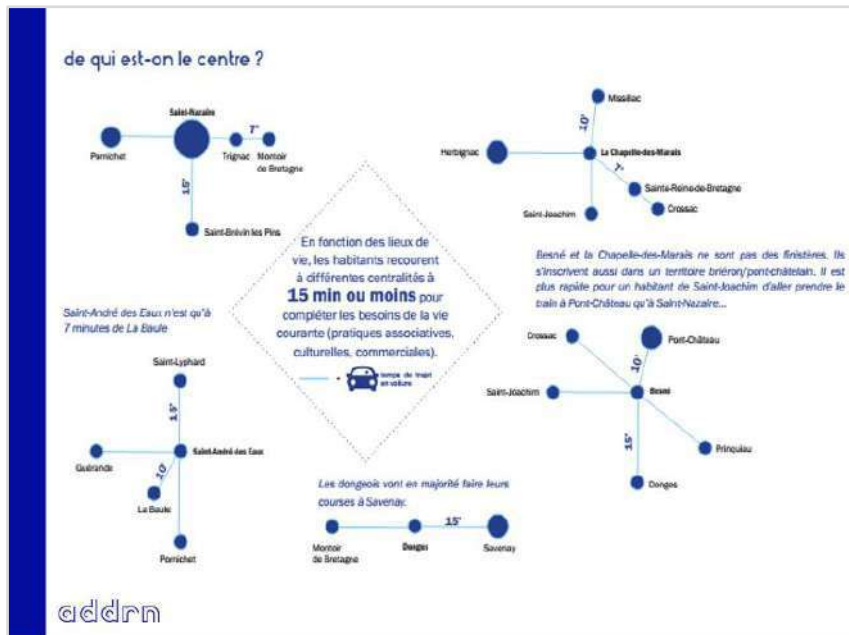 de qui est-on le centre ?
Saint-Nazaire
7'
Pornichet
Trignac
Montoir
de Bretagne
15'
Saint-Brévin les Pins
Missillac
10'
Herbignac
La Chapelle-des-Marais
7'
Sainte-Reine-de-Bretagne
Saint-Joachim
Crossac
En fonction des lieux de
vie, les habitants recourent
à différentes centralités à
15 min ou moins pour
compléter les besoins de la vie
courante (pratiques associatives,
culturelles, commerciales).
temps de trajet
en voiture
Besné et la Chapelle-des-Marais ne sont pas des finistères. Ils
s'inscrivent aussi dans un territoire briéron/pont-châtelain. Il est
plus rapide pour un habitant de Saint-Joachim d'aller prendre le
train à Pont-Château qu'à Saint-Nazaire...
Saint-André des Eaux n'est qu'à
7 minutes de La Baule
Saint-Lyphard
15'
Guérande
Saint-André des Eaux
10'
La Baule
Pornichet
Crossac
Pont-Château
10'
Saint-Joachim
Besné
15'
Prinquiau
Donges
Les dongeois vont en majorité faire leurs
courses à Savenay.
15'
Montoir
de Bretagne
Donges
Savenay
addrn